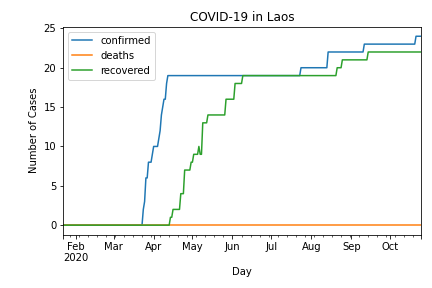 COVID-19 in Laos
confirmed
deaths
recovered
Number of Cases
25
20
15
10
5
0
Feb Mar Apr May Jun Jul Aug Sep Oct
2020
Day